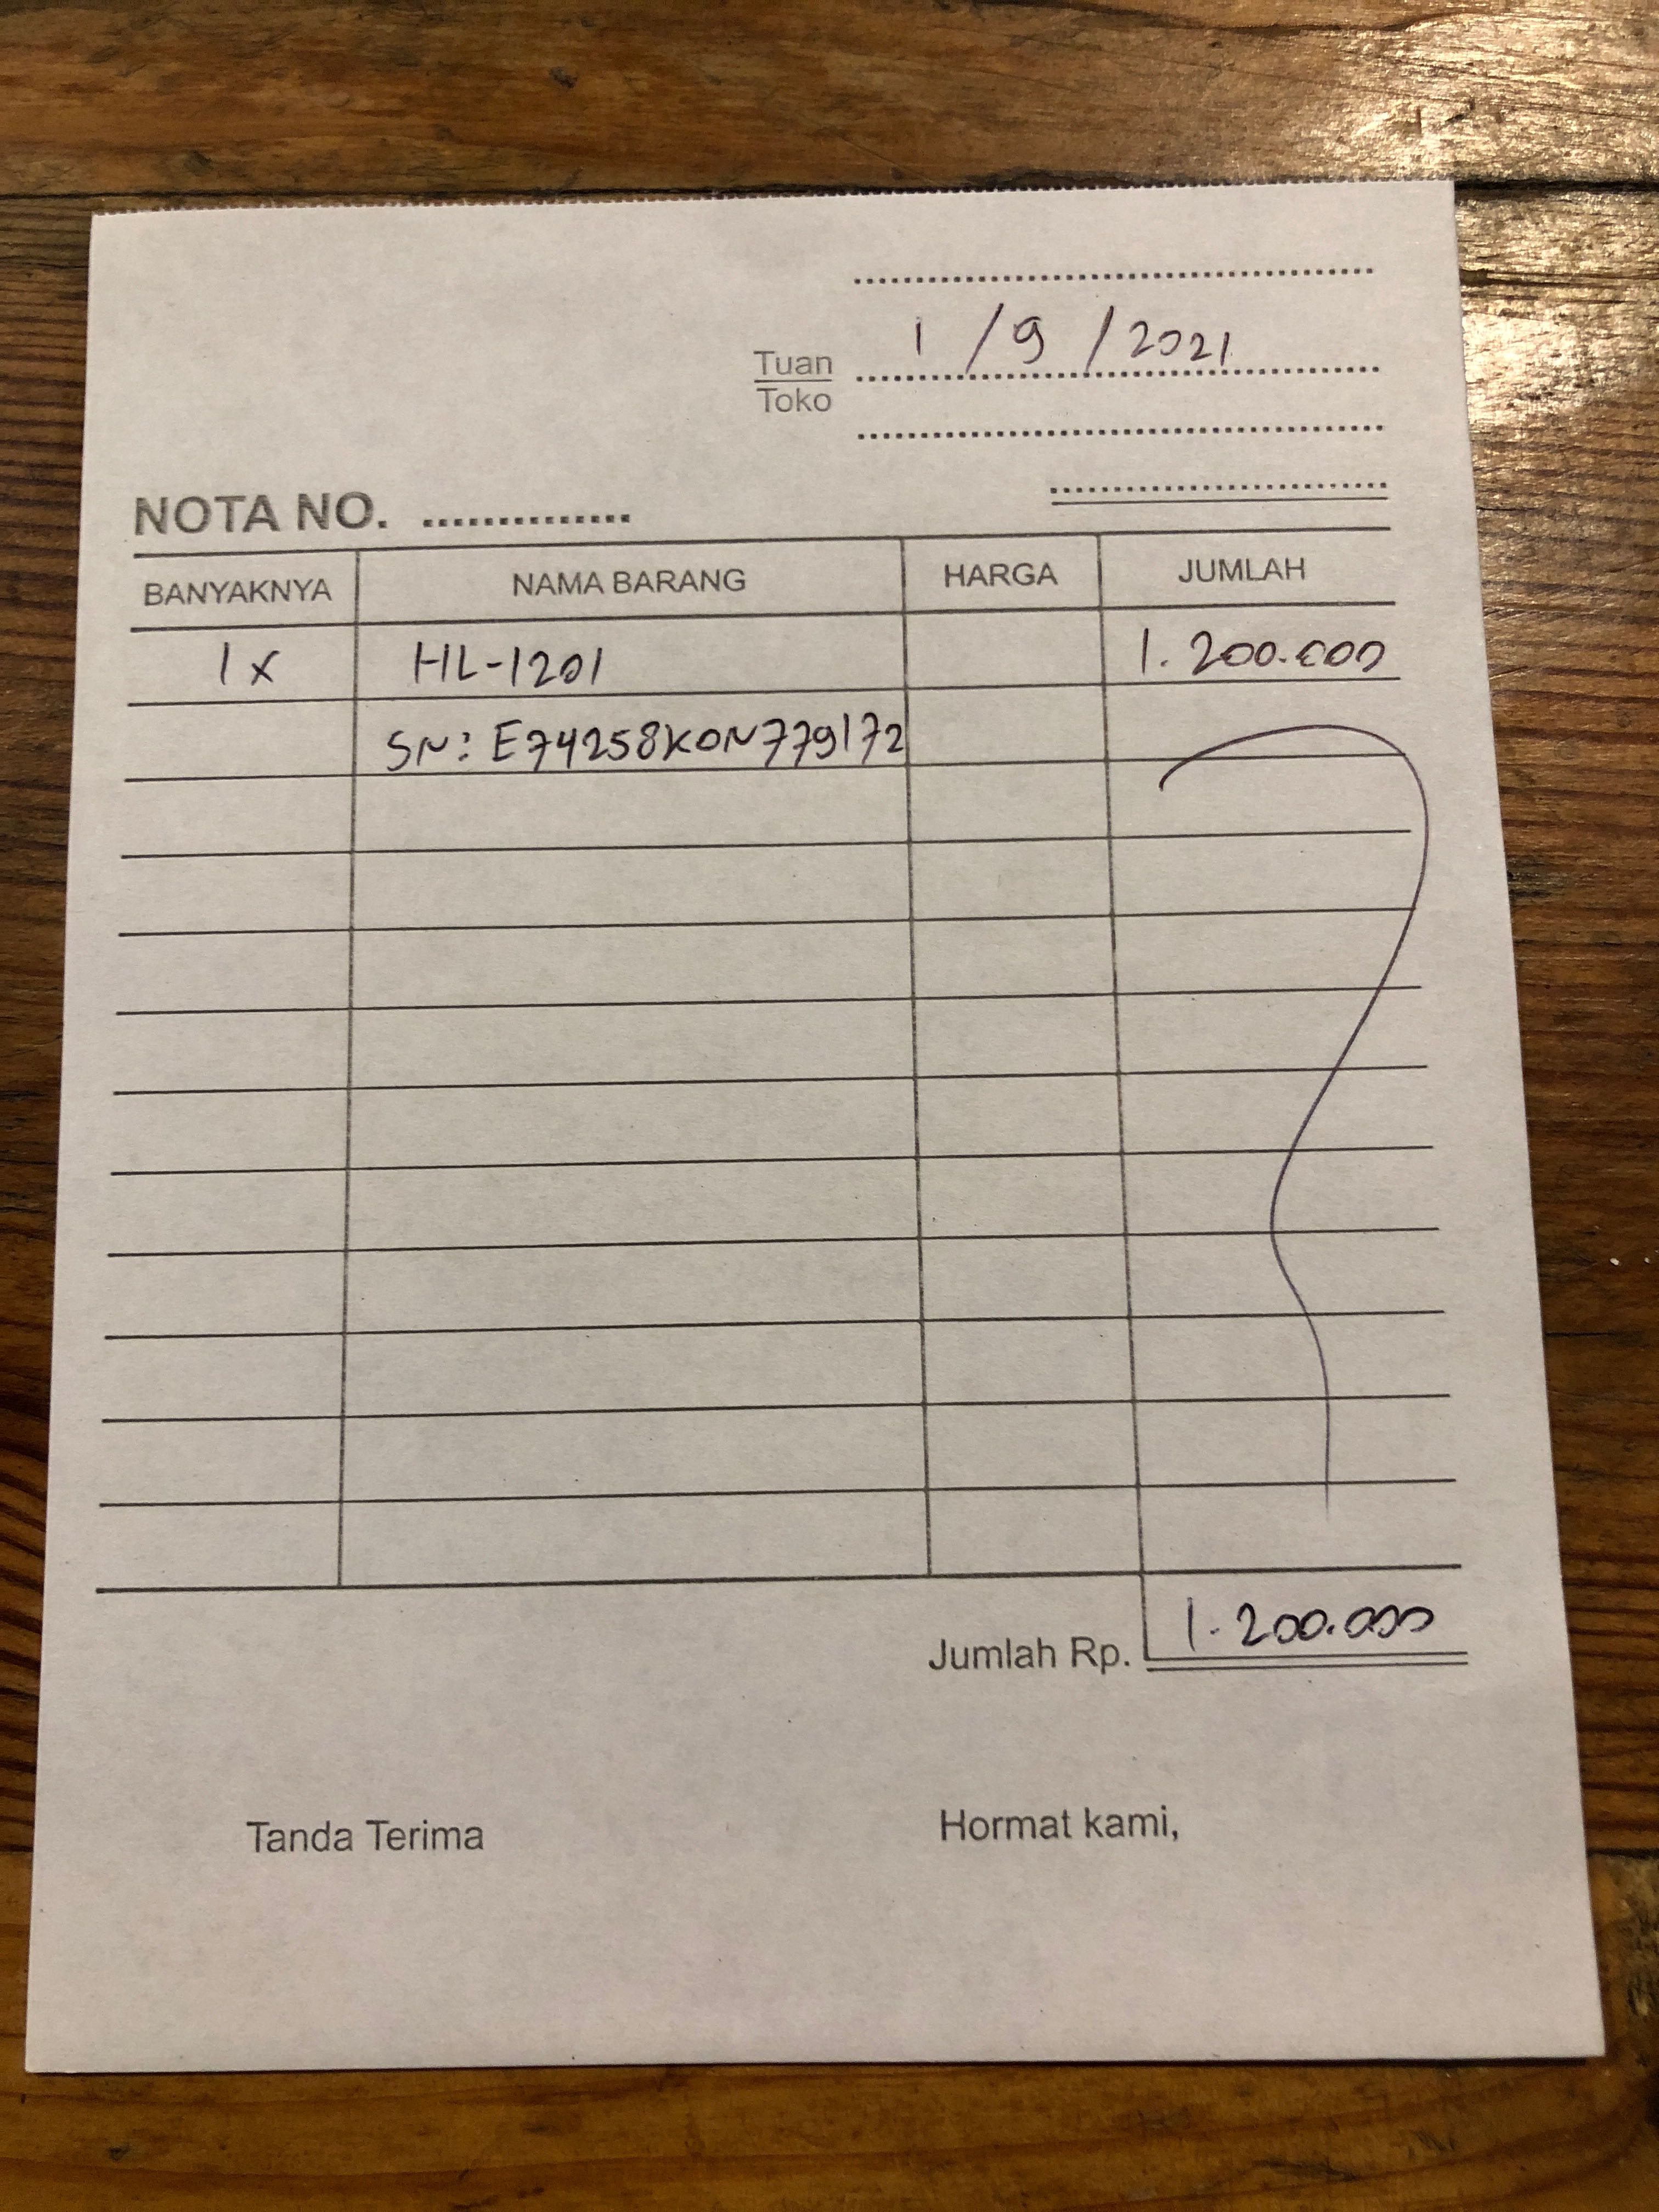 1/9/2021
Tuan
Toko
NOTA NO. ..............
BANYAKNYA NAMA BARANG HARGA JUMLAH
1x HL-1201 1.200.000
SN: E74258K0N779172
Jumlah Rp. 1.200.000
Tanda Terima Hormat kami,